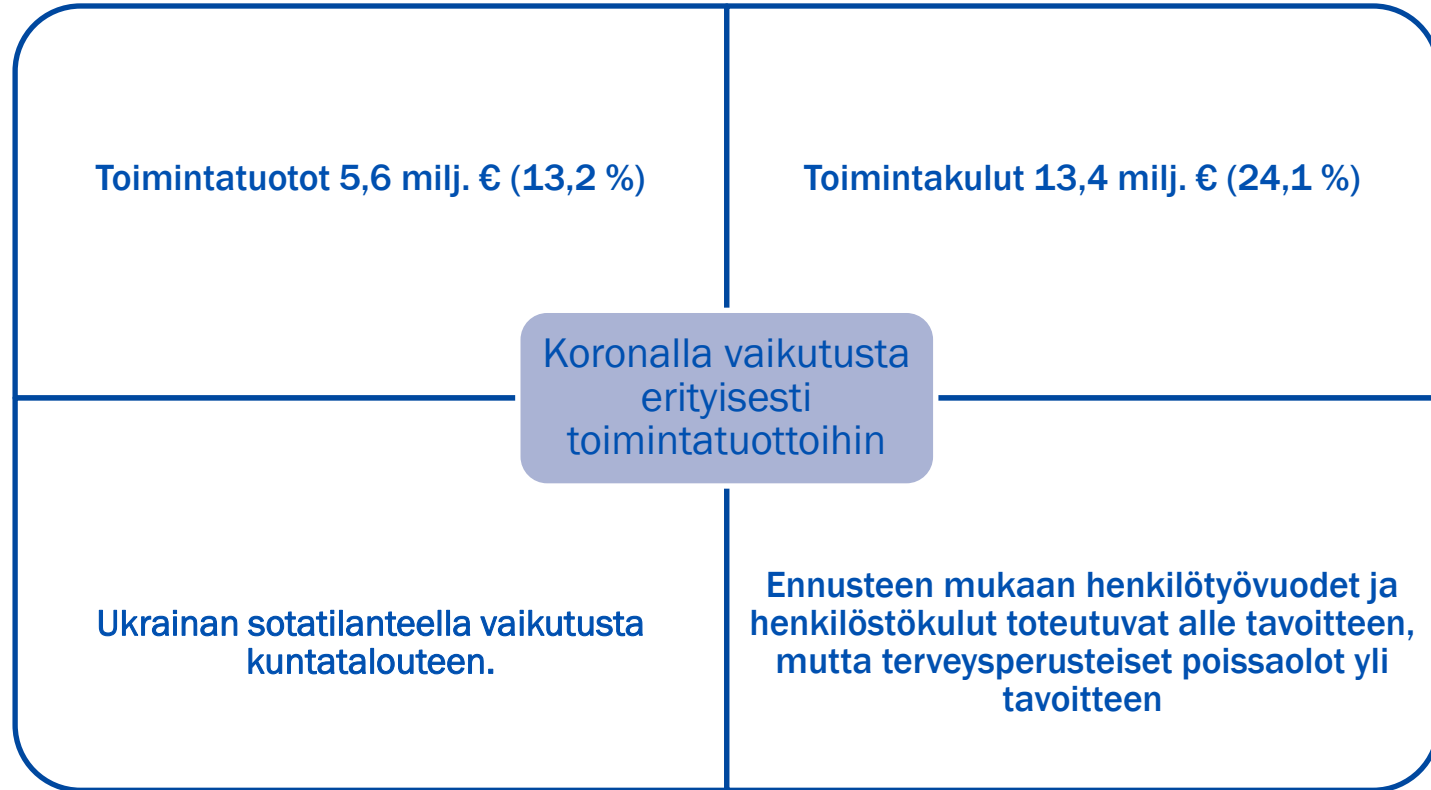 Toimintatuotot 5,6 milj. € (13,2 %)
Toimintakulut 13,4 milj. € (24,1 %)
Koronalla vaikutusta
erityisesti
toimintatuottoihin
Ukrainan sotatilanteella vaikutusta
kuntatalouteen.
Ennusteen mukaan henkilötyövuodet ja
henkilöstökulut toteutuvat alle tavoitteen,
mutta terveysperusteiset poissaolot yli
tavoitteen